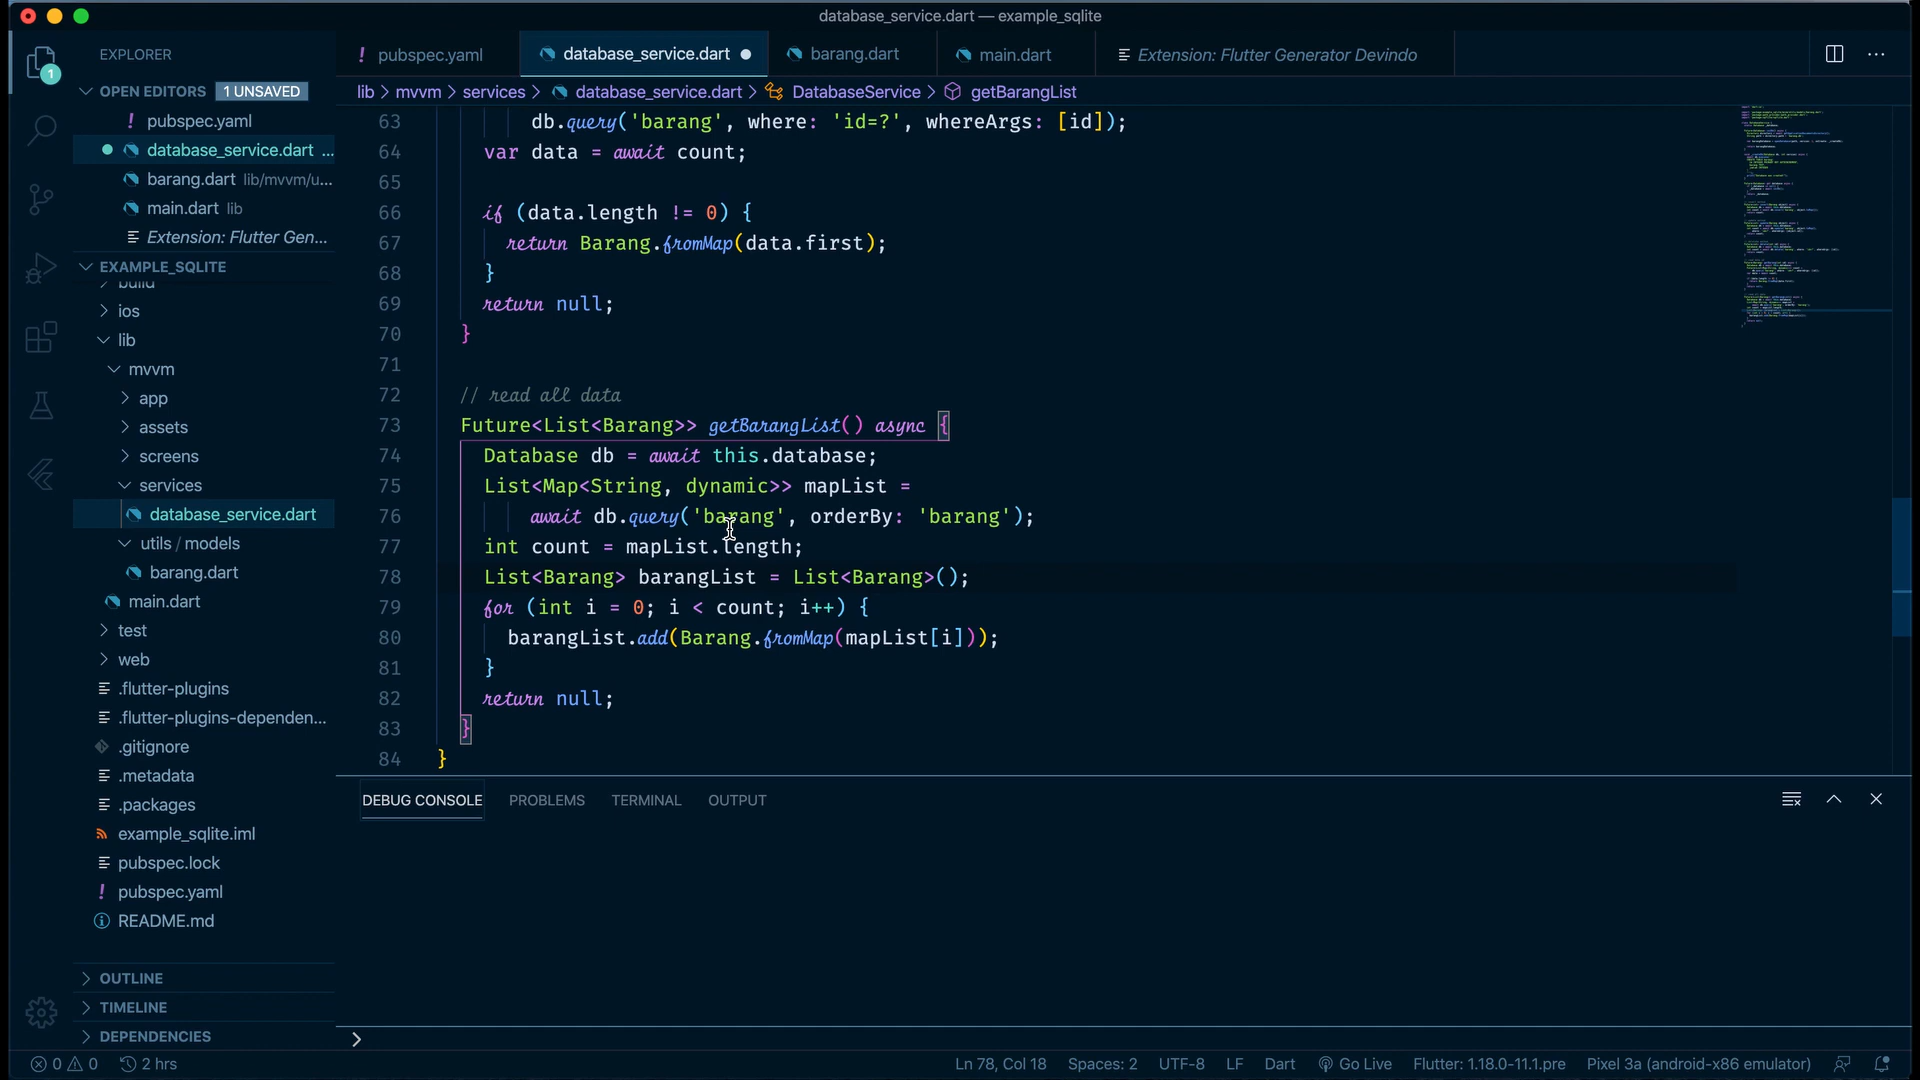 database_service.dart — example_sqlite
EXPLORER
pubspec.yaml
database_service.dart
barang.dart
main.dart
Extension: Flutter Generator Devindo
1
OPEN EDITORS 1 UNSAVED
lib > mvvm > services > database_service.dart > DatabaseService > getBarangList
pubspec.yaml
database_service.dart ...
barang.dart lib/mvvm/u...
main.dart lib
Extension: Flutter Gen...
EXAMPLE_SQLITE
build
ios
lib
mvvm
app
assets
screens
services
database_service.dart
utils / models
barang.dart
main.dart
test
web
.flutter-plugins
.flutter-plugins-dependen...
.gitignore
.metadata
.packages
example_sqlite.iml
pubspec.lock
pubspec.yaml
README.md
OUTLINE
TIMELINE
DEPENDENCIES
63 db.query('barang', where: 'id=?', whereArgs: [id]);
64 var data = await count;
65
66 if (data.length != 0) {
67 return Barang.fromMap(data.first);
68 }
69 return null;
70 }
71
72 // read all data
73 Future<List<Barang>> getBarangList() async {
74 Database db = await this.database;
75 List<Map<String, dynamic>> mapList =
76 await db.query('barang', orderBy: 'barang');
77 int count = mapList.length;
78 List<Barang> barangList = List<Barang>();
79 for (int i = 0; i < count; i++) {
80 barangList.add(Barang.fromMap(mapList[i]));
81 }
82 return null;
83 }
84 }
DEBUG CONSOLE PROBLEMS TERMINAL OUTPUT
>
0 0 2 hrs
Ln 78, Col 18 Spaces: 2 UTF-8 LF Dart Go Live Flutter: 1.18.0-11.1.pre Pixel 3a (android-x86 emulator)